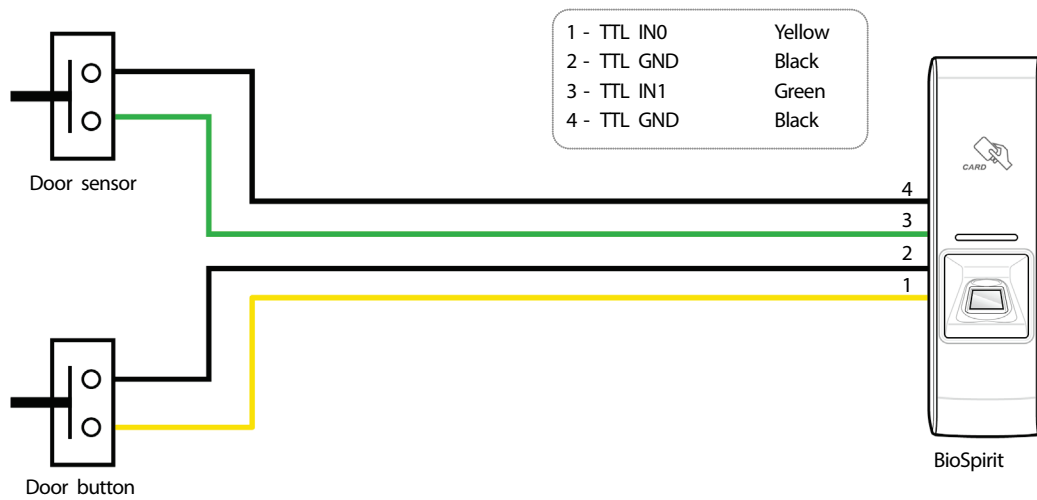 1 - TTL IN0 Yellow
2 - TTL GND Black
3 - TTL IN1 Green
4 - TTL GND Black
CARD
Door sensor
4
3
2
1
BioSpirit
Door button